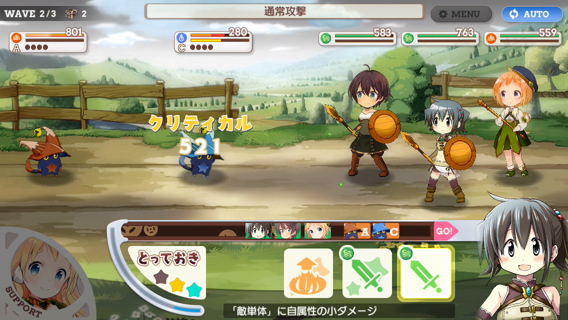 WAVE 2/3 2
通常攻撃
MENU
AUTO
801
A
280
C
583
763
559
クリティカル
521
A
C
GO!
とっておき
SUPPORT
「敵単体」に自属性の小ダメージ